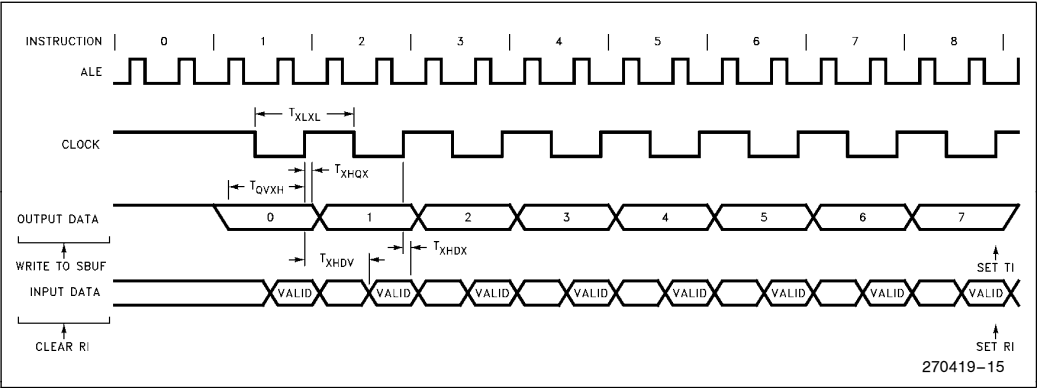 INSTRUCTION 0 1 2 3 4 5 6 7 8
ALE
TXLXL
CLOCK
TXHQX
TQVXH
OUTPUT DATA 0 1 2 3 4 5 6 7
TXHDV TXHDX
WRITE TO SBUF SET TI
INPUT DATA VALID VALID VALID VALID VALID VALID VALID VALID
CLEAR RI SET RI
270419-15